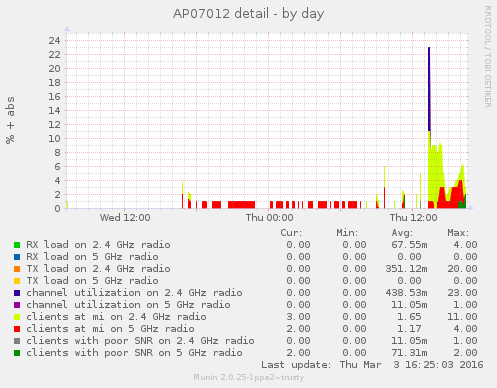 AP07012 detail - by day
RRDTOOL / TOBI OETIKER
% + abs
24
22
20
18
16
14
12
10
8
6
4
2
0
Wed 12:00 Thu 00:00 Thu 12:00
Cur: Min: Avg: Max:
RX load on 2.4 GHz radio 0.00 0.00 67.55m 4.00
RX load on 5 GHz radio 0.00 0.00 0.00 0.00
TX load on 2.4 GHz radio 0.00 0.00 351.12m 20.00
TX load on 5 GHz radio 0.00 0.00 0.00 0.00
channel utilization on 2.4 GHz radio 0.00 0.00 438.53m 23.00
channel utilization on 5 GHz radio 0.00 0.00 11.05m 1.00
clients at mi on 2.4 GHz radio 3.00 0.00 1.65 11.00
clients at mi on 5 GHz radio 2.00 0.00 1.17 4.00
clients with poor SNR on 2.4 GHz radio 0.00 0.00 11.05m 1.00
clients with poor SNR on 5 GHz radio 2.00 0.00 71.31m 2.00
Last update: Thu Mar 3 16:25:03 2016
Munin 2.0.25-1ppa2~trusty